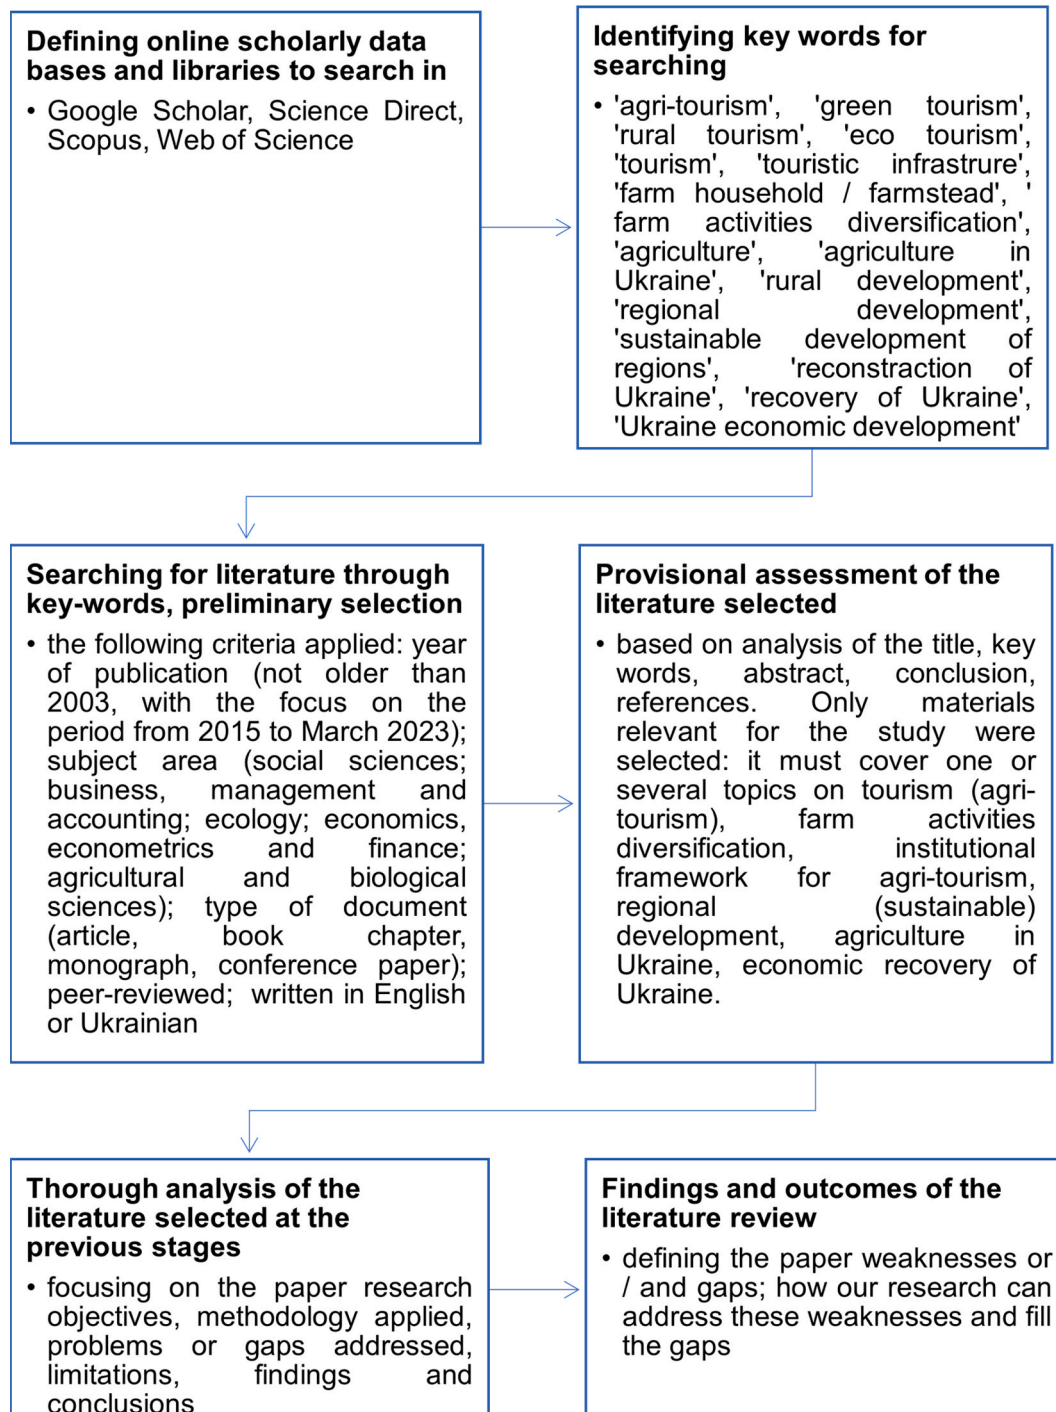 Defining online scholarly data
bases and libraries to search in
• Google Scholar, Science Direct,
Scopus, Web of Science
Identifying key words for
searching
• 'agri-tourism', 'green tourism',
'rural tourism', 'eco tourism',
'tourism', 'touristic infrastrure',
'farm household / farmstead', '
farm activities diversification',
'agriculture', 'agriculture in
Ukraine', 'rural development',
'regional development',
'sustainable development of
regions', 'reconstraction of
Ukraine', 'recovery of Ukraine',
'Ukraine economic development'
Searching for literature through
key-words, preliminary selection
• the following criteria applied: year
of publication (not older than
2003, with the focus on the
period from 2015 to March 2023);
subject area (social sciences;
business, management and
accounting; ecology; economics,
econometrics and finance;
agricultural and biological
sciences); type of document
(article, book chapter,
monograph, conference paper);
peer-reviewed; written in English
or Ukrainian
Provisional assessment of the
literature selected
• based on analysis of the title, key
words, abstract, conclusion,
references. Only materials
relevant for the study were
selected: it must cover one or
several topics on tourism (agri-
tourism), farm activities
diversification, institutional
framework for agri-tourism,
regional (sustainable)
development, agriculture in
Ukraine, economic recovery of
Ukraine.
Thorough analysis of the
literature selected at the
previous stages
• focusing on the paper research
objectives, methodology applied,
problems or gaps addressed,
limitations, findings and
conclusions
Findings and outcomes of the
literature review
• defining the paper weaknesses or
/ and gaps; how our research can
address these weaknesses and fill
the gaps